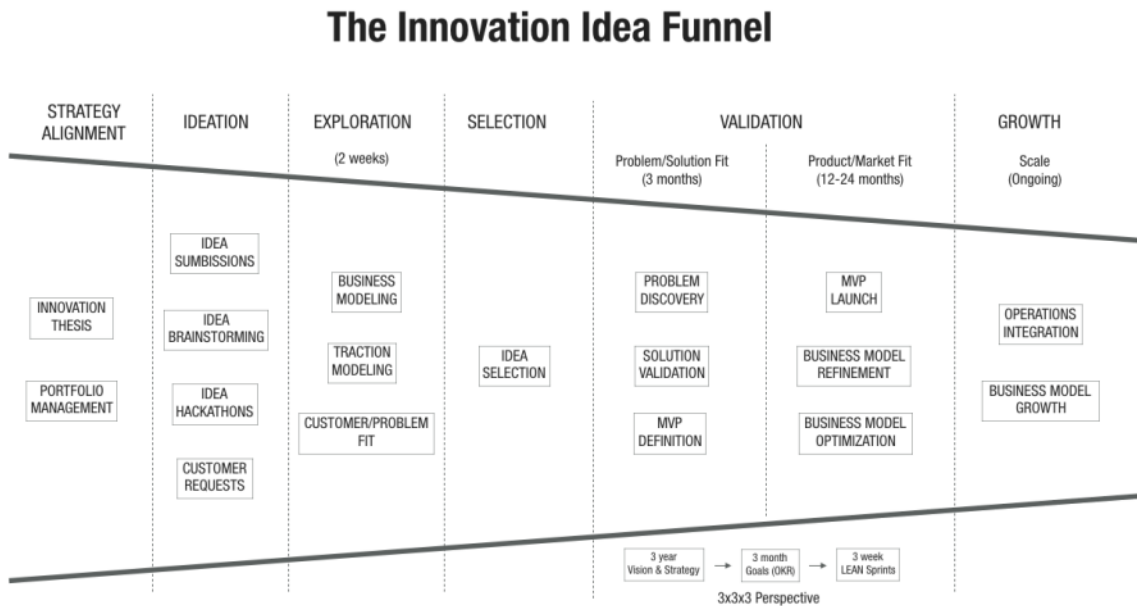 The Innovation Idea Funnel
STRATEGY
ALIGNMENT
IDEATION
EXPLORATION
(2 weeks)
SELECTION
VALIDATION
Problem/Solution Fit
(3 months)
Product/Market Fit
(12-24 months)
GROWTH
Scale
(Ongoing)
INNOVATION
THESIS
PORTFOLIO
MANAGEMENT
IDEA
SUMBISSIONS
IDEA
BRAINSTORMING
IDEA
HACKATHONS
CUSTOMER
REQUESTS
BUSINESS
MODELING
TRACTION
MODELING
CUSTOMER/PROBLEM
FIT
IDEA
SELECTION
PROBLEM
DISCOVERY
SOLUTION
VALIDATION
MVP
DEFINITION
MVP
LAUNCH
BUSINESS MODEL
REFINEMENT
BUSINESS MODEL
OPTIMIZATION
OPERATIONS
INTEGRATION
BUSINESS MODEL
GROWTH
3 year
Vision & Strategy
3 month
Goals (OKR)
3 week
LEAN Sprints
3x3x3 Perspective